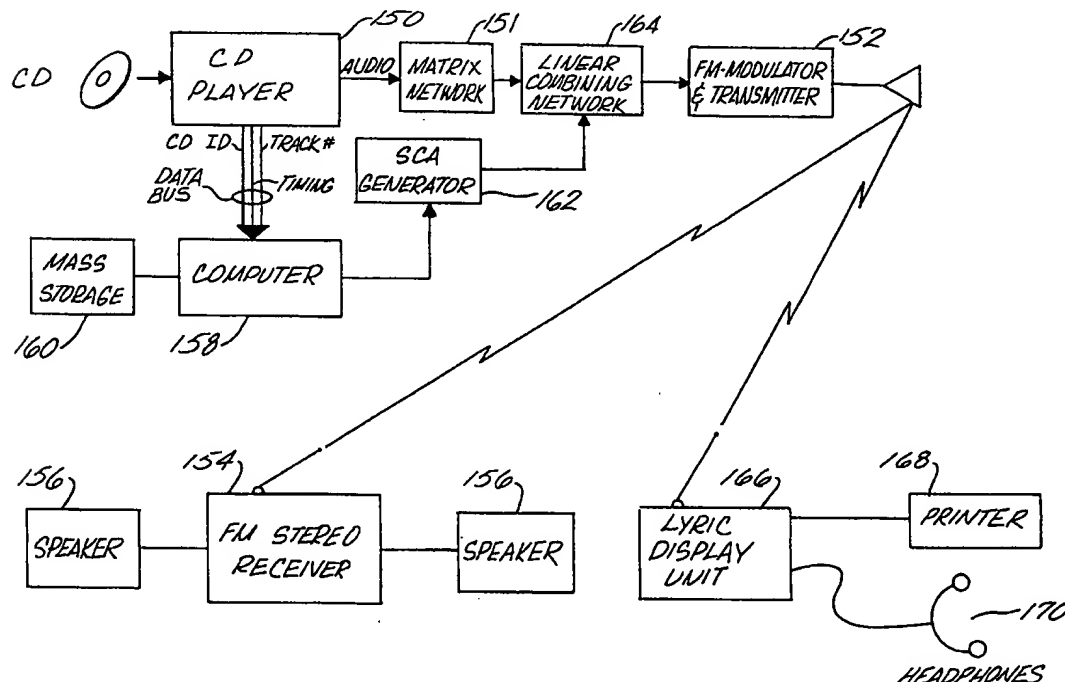 150
151
164
152
CD
CD
PLAYER
AUDIO
MATRIX
NETWORK
LINEAR
COMBINING
NETWORK
FM-MODULATOR
& TRANSMITTER
CD ID
TRACK#
DATA
BUS
TIMING
SCA
GENERATOR
162
MASS
STORAGE
COMPUTER
160
158
156
154
156
166
168
SPEAKER
FM STEREO
RECEIVER
SPEAKER
LYRIC
DISPLAY
UNIT
PRINTER
170
HEADPHONES